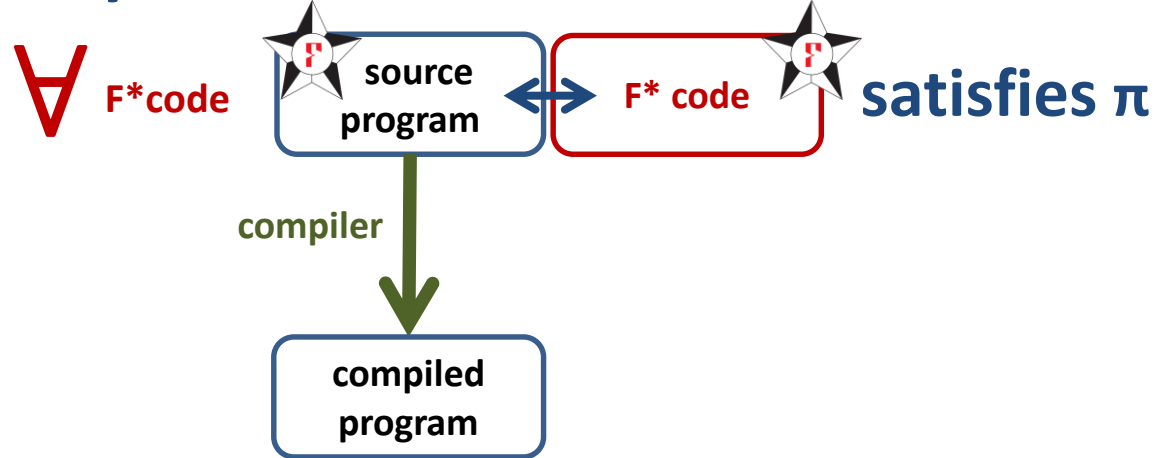 ∀ F*code
source
program
F* code
satisfies π
compiler
compiled
program